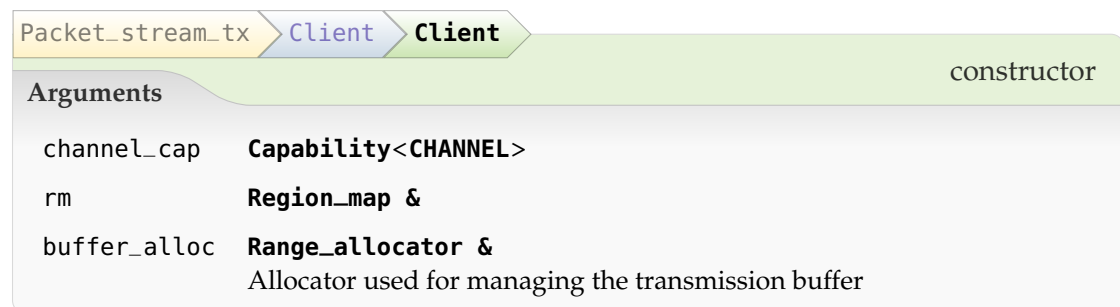 Packet_stream_tx Client Client
constructor
Arguments
channel_cap Capability<CHANNEL>
rm Region_map &
buffer_alloc Range_allocator &
Allocator used for managing the transmission buffer